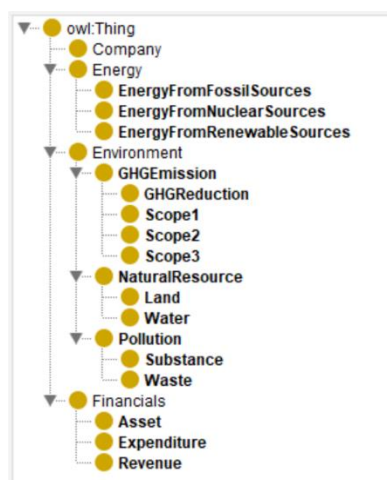 owl:Thing
Company
Energy
EnergyFromFossilSources
EnergyFromNuclearSources
EnergyFromRenewableSources
Environment
GHGEmission
GHGReduction
Scope1
Scope2
Scope3
NaturalResource
Land
Water
Pollution
Substance
Waste
Financials
Asset
Expenditure
Revenue